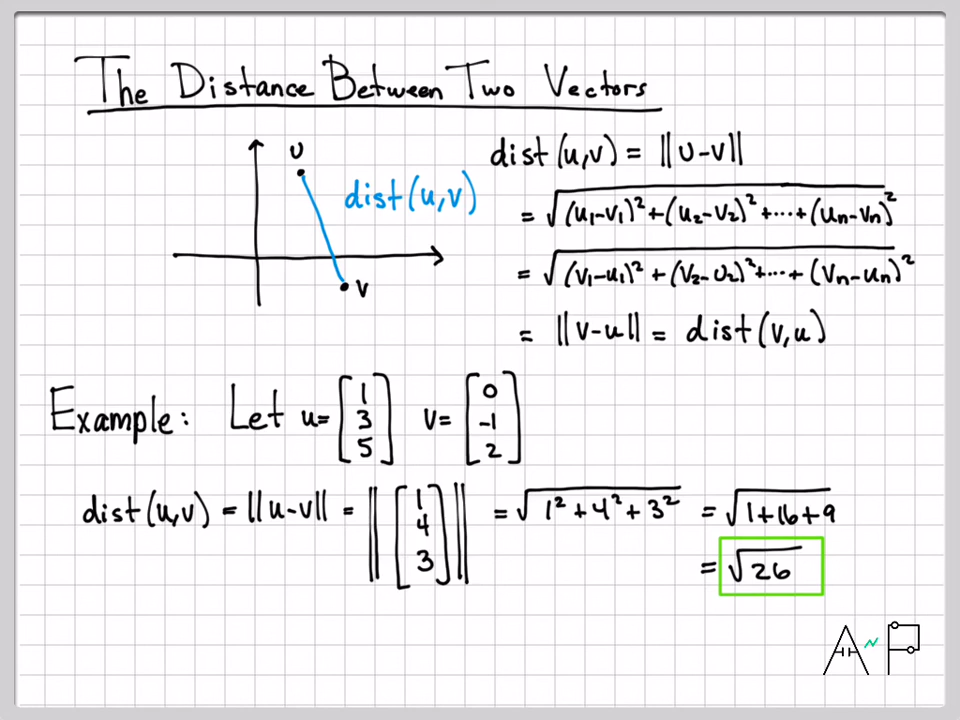 The Distance Between Two Vectors
u
dist(u,v)
v
dist(u,v) = ||u-v||
= √(u₁-v₁)²+(u₂-v₂)²+···+(uₙ-vₙ)²
= √(v₁-u₁)²+(v₂-u₂)²+···+(vₙ-uₙ)²
= ||v-u|| = dist(v,u)
Example: Let u= [1 3 5] v= [0 -1 2]
dist(u,v) = ||u-v|| = ||[1 4 3]|| = √1²+4²+3² = √1+16+9
= √26
A P